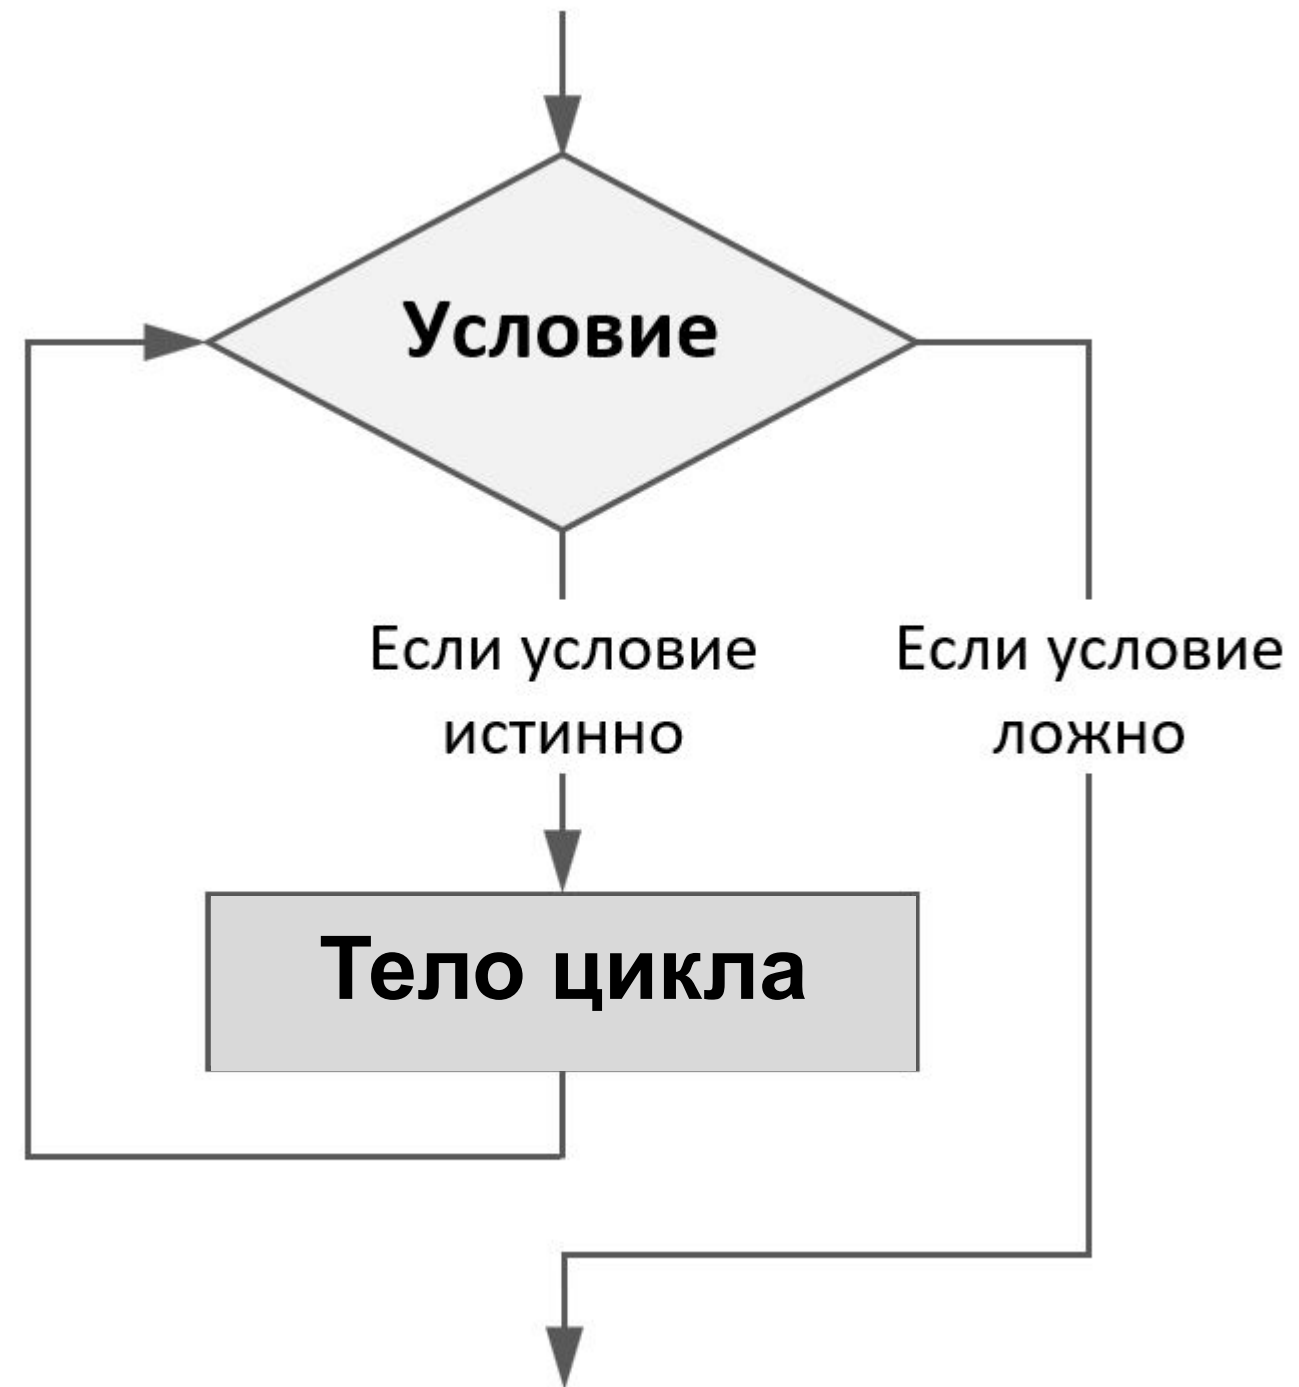 Условие
Если условие
истинно
Если условие
ложно
Тело цикла